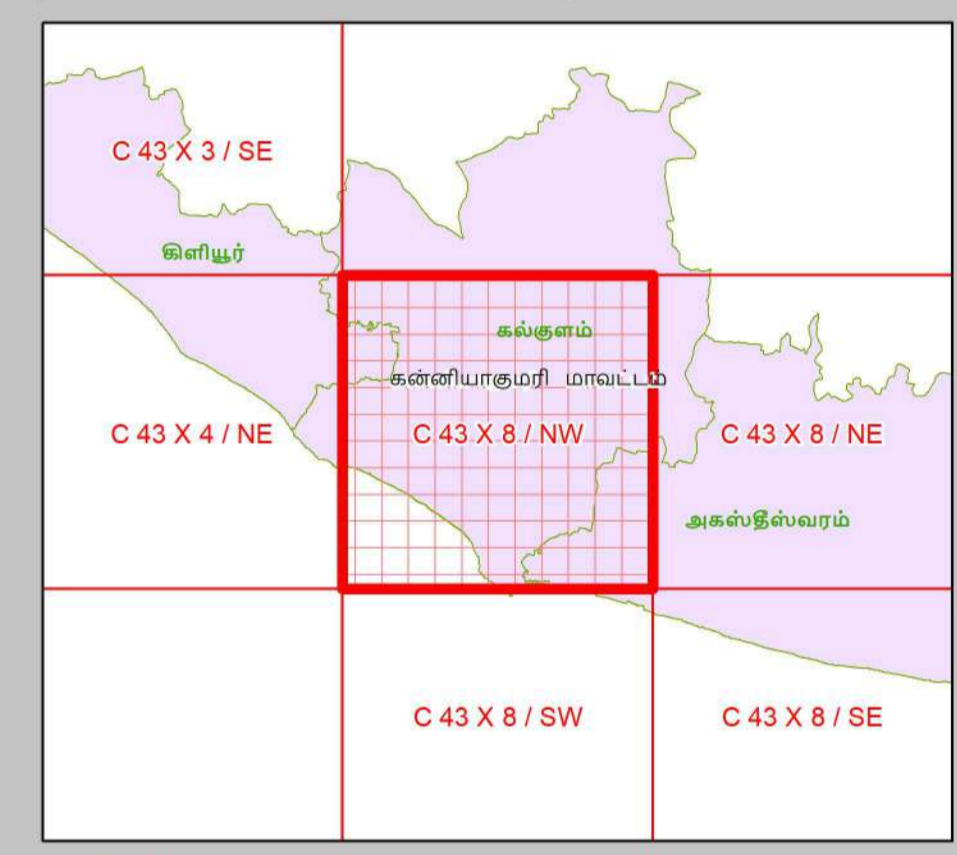 C 43 X 3 / SE
கிளியூர்
கல்குளம்
கன்னியாகுமரி மாவட்டம்
C 43 X 4 / NE
C 43 X 8 / NW
C 43 X 8 / NE
அகஸ்தீஸ்வரம்
C 43 X 8 / SW
C 43 X 8 / SE